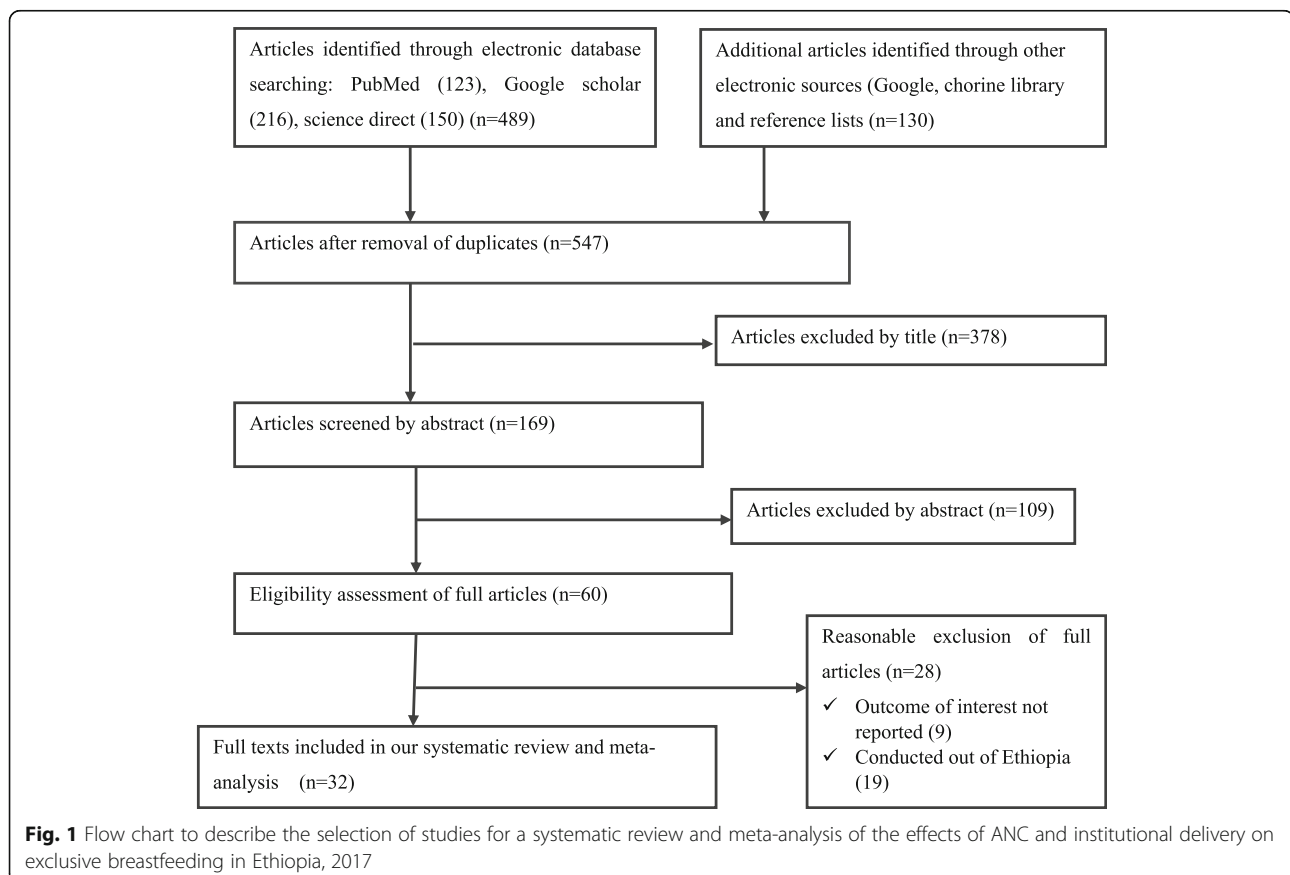 Articles identified through electronic database
searching: PubMed (123), Google scholar
(216), science direct (150) (n=489)
Additional articles identified through other
electronic sources (Google, chorine library
and reference lists (n=130)
Articles after removal of duplicates (n=547)
Articles excluded by title (n=378)
Articles screened by abstract (n=169)
Articles excluded by abstract (n=109)
Eligibility assessment of full articles (n=60)
Reasonable exclusion of full
articles (n=28)
✓ Outcome of interest not
reported (9)
✓ Conducted out of Ethiopia
(19)
Full texts included in our systematic review and meta-
analysis (n=32)
Fig. 1 Flow chart to describe the selection of studies for a systematic review and meta-analysis of the effects of ANC and institutional delivery on
exclusive breastfeeding in Ethiopia, 2017